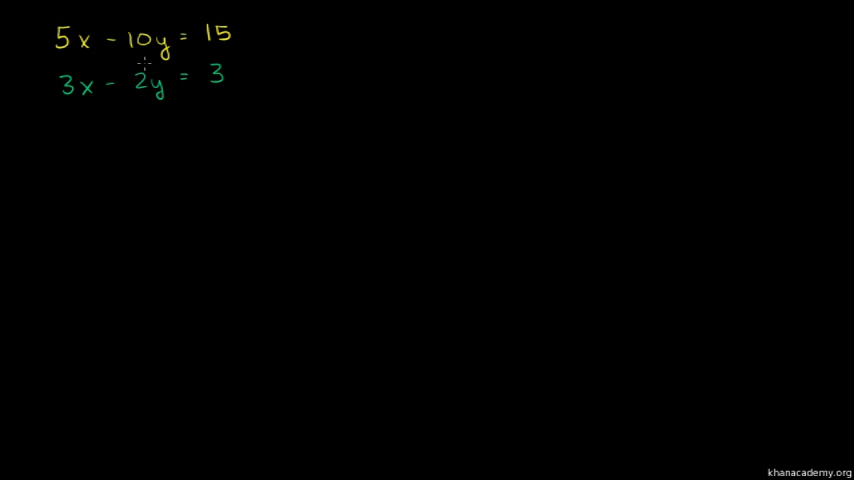 5x - 10y = 15
3x - 2y = 3
khanacademy.org